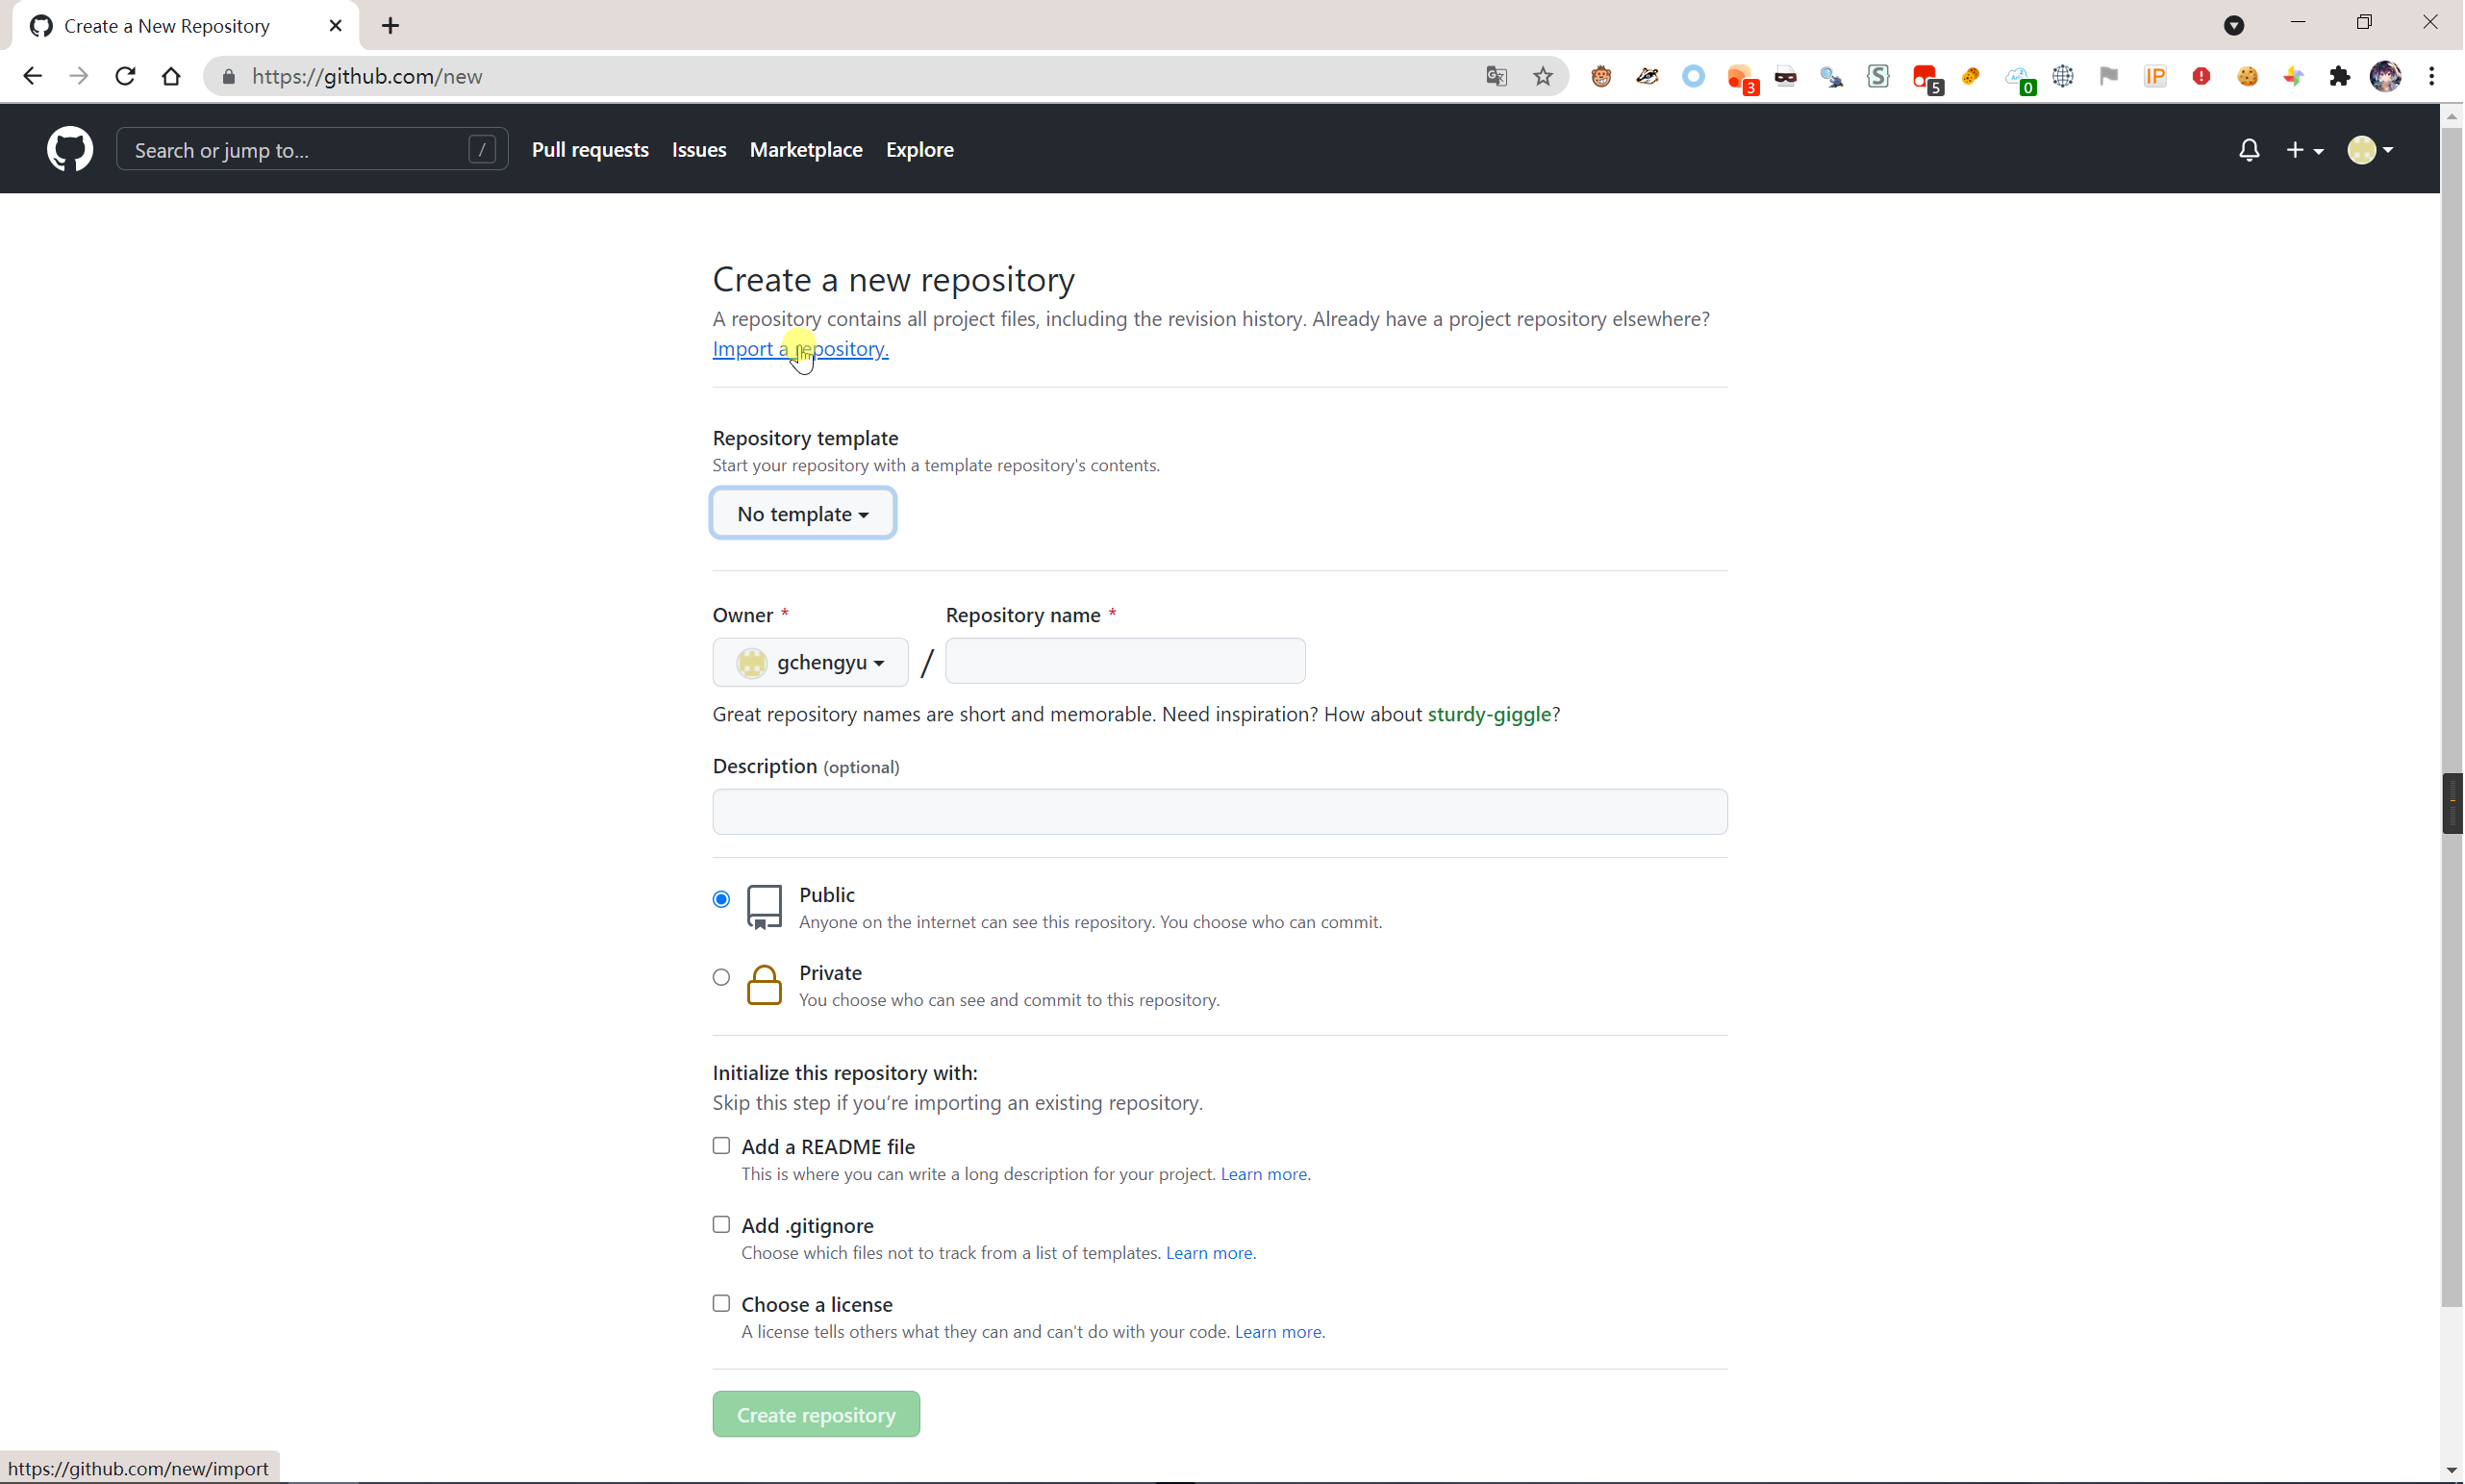 Create a New Repository
https://github.com/new
3
5
0
IP
Search or jump to... /
Pull requests Issues Marketplace Explore
Create a new repository
A repository contains all project files, including the revision history. Already have a project repository elsewhere?
Import a repository.
Repository template
Start your repository with a template repository's contents.
No template
Owner * Repository name *
gchengyu /
Great repository names are short and memorable. Need inspiration? How about sturdy-giggle?
Description (optional)
Public
Anyone on the internet can see this repository. You choose who can commit.
Private
You choose who can see and commit to this repository.
Initialize this repository with:
Skip this step if you're importing an existing repository.
Add a README file
This is where you can write a long description for your project. Learn more.
Add .gitignore
Choose which files not to track from a list of templates. Learn more.
Choose a license
A license tells others what they can and can't do with your code. Learn more.
Create repository
https://github.com/new/import